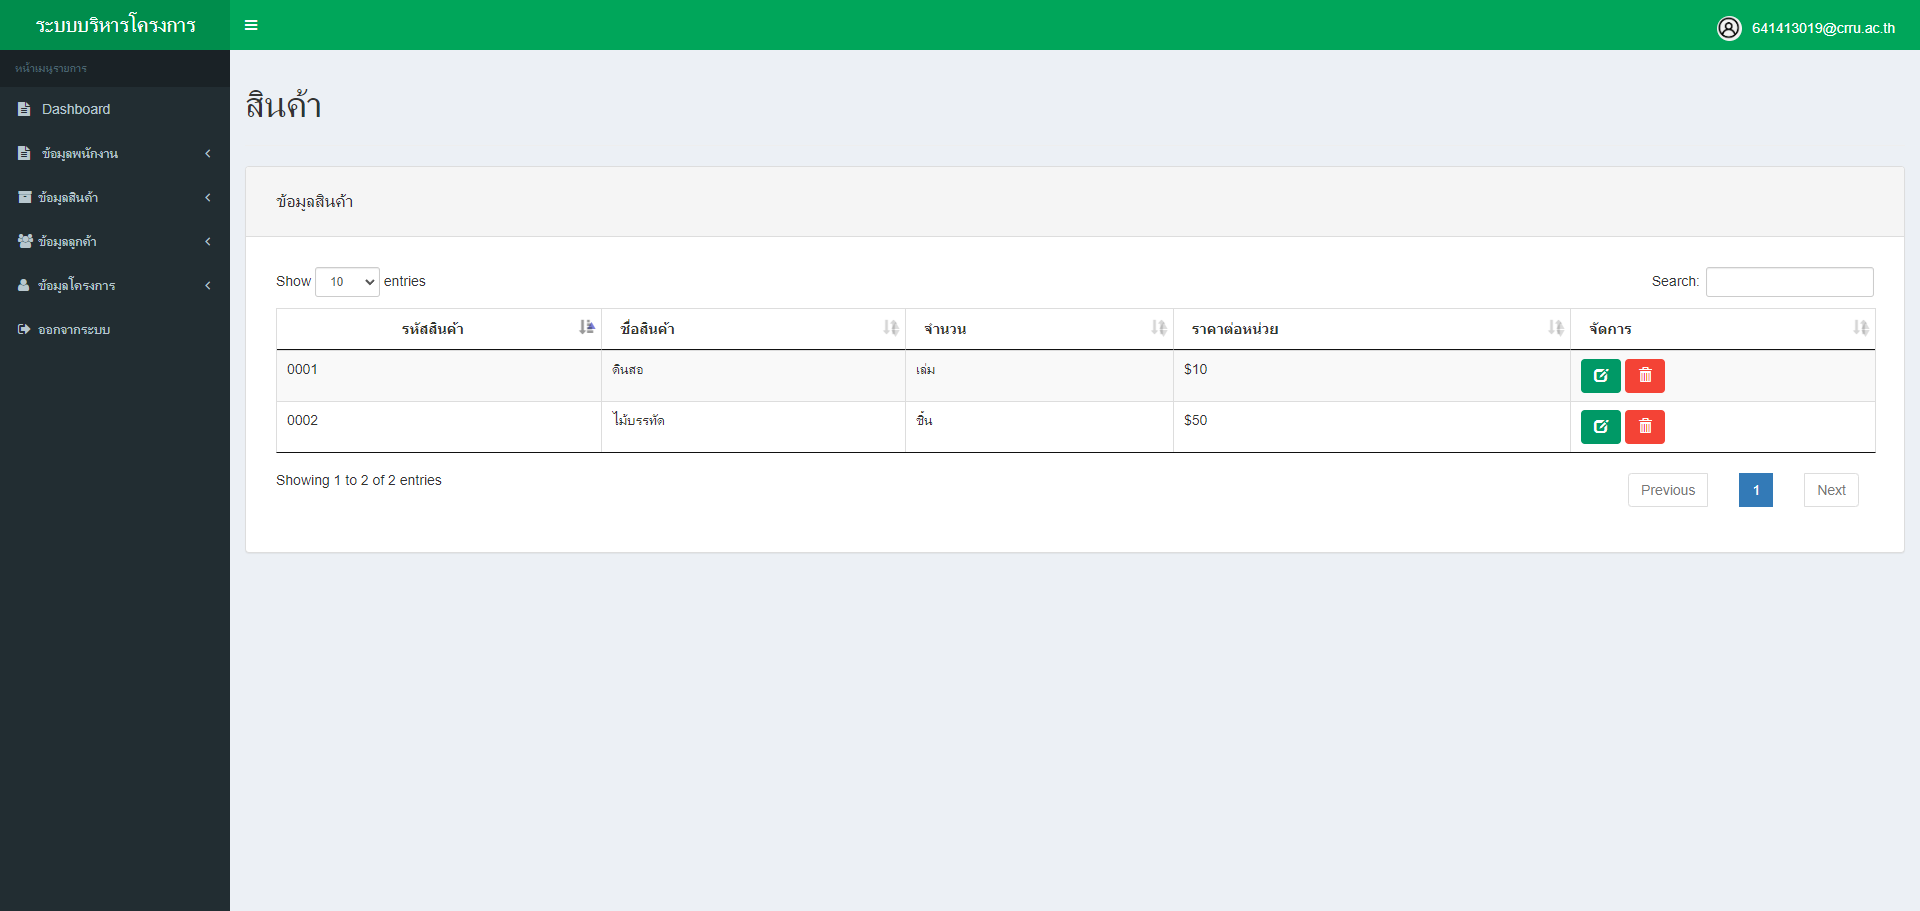 ระบบบริหารโครงการ
641413019@crru.ac.th
หน้าเมนูรายการ
Dashboard
ข้อมูลพนักงาน
ข้อมูลสินค้า
ข้อมูลลูกค้า
ข้อมูลโครงการ
ออกจากระบบ
สินค้า
ข้อมูลสินค้า
Show 10 entries
Search:
รหัสสินค้า ชื่อสินค้า จำนวน ราคาต่อหน่วย จัดการ
0001 ดินสอ เล่ม $10
0002 ไม้บรรทัด ชิ้น $50
Showing 1 to 2 of 2 entries
Previous 1 Next